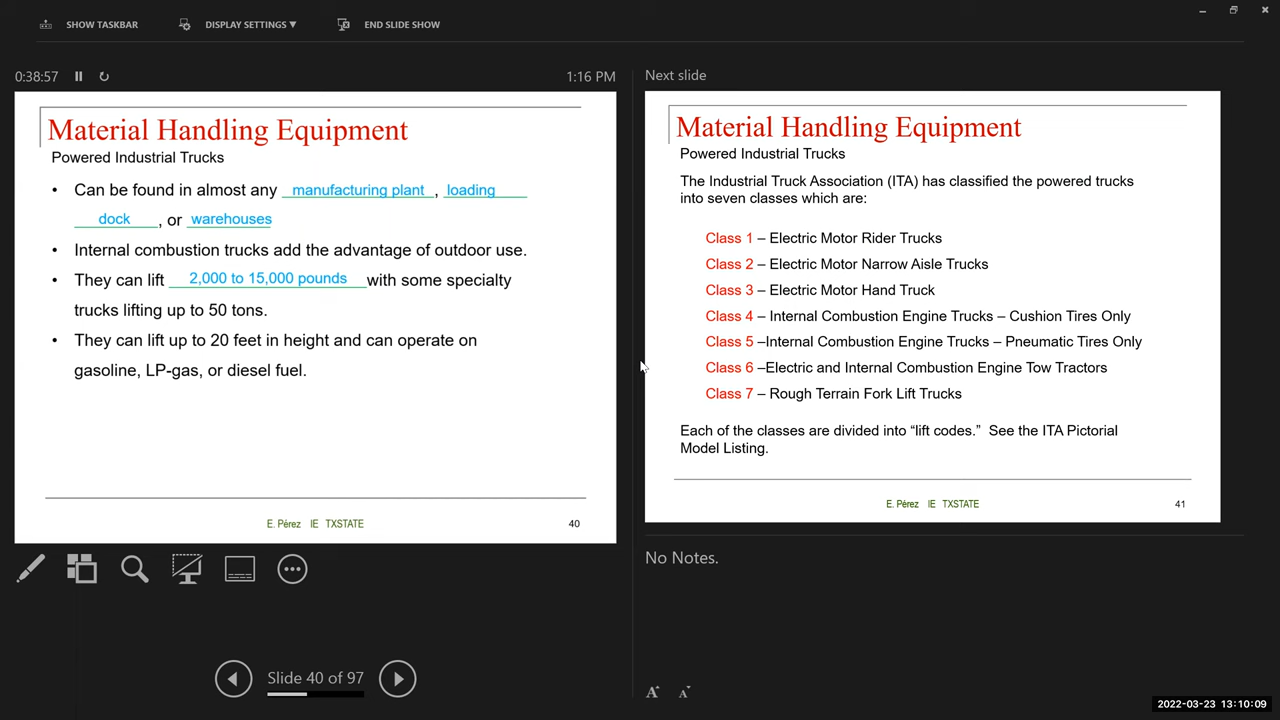 SHOW TASKBAR DISPLAY SETTINGS ▼ END SLIDE SHOW
0:38:57 1:16 PM
Material Handling Equipment
Powered Industrial Trucks
• Can be found in almost any manufacturing plant, loading
dock, or warehouses
• Internal combustion trucks add the advantage of outdoor use.
• They can lift 2,000 to 15,000 pounds with some specialty
trucks lifting up to 50 tons.
• They can lift up to 20 feet in height and can operate on
gasoline, LP-gas, or diesel fuel.
E. Pérez IE TXSTATE 40
Slide 40 of 97
Next slide
Material Handling Equipment
Powered Industrial Trucks
The Industrial Truck Association (ITA) has classified the powered trucks
into seven classes which are:
Class 1 – Electric Motor Rider Trucks
Class 2 – Electric Motor Narrow Aisle Trucks
Class 3 – Electric Motor Hand Truck
Class 4 – Internal Combustion Engine Trucks – Cushion Tires Only
Class 5 –Internal Combustion Engine Trucks – Pneumatic Tires Only
Class 6 –Electric and Internal Combustion Engine Tow Tractors
Class 7 – Rough Terrain Fork Lift Trucks
Each of the classes are divided into “lift codes.” See the ITA Pictorial
Model Listing.
E. Pérez IE TXSTATE 41
No Notes.
A A
2022-03-23 13:10:09